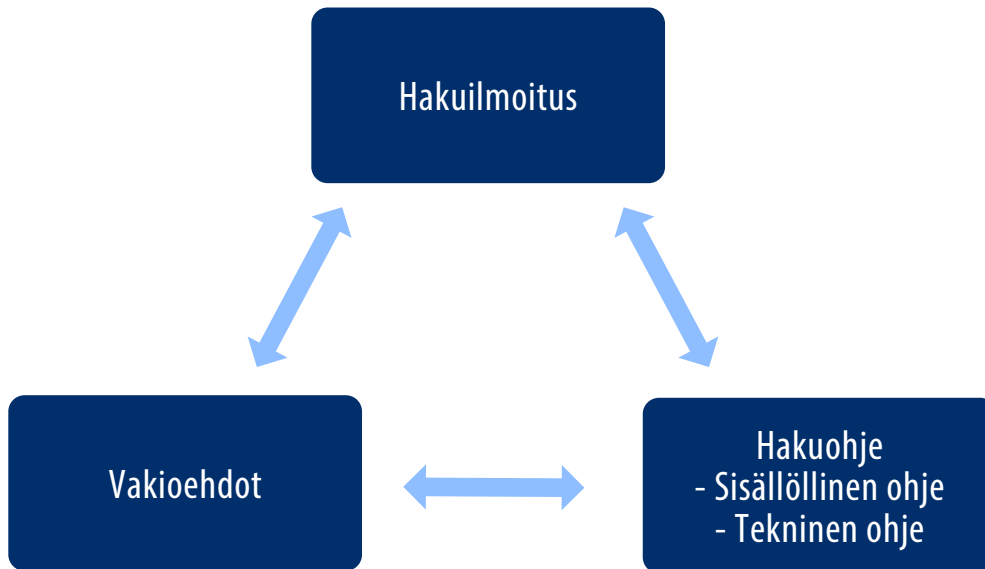 Hakuilmoitus
Vakioehdot
Hakuohje
- Sisällöllinen ohje
- Tekninen ohje